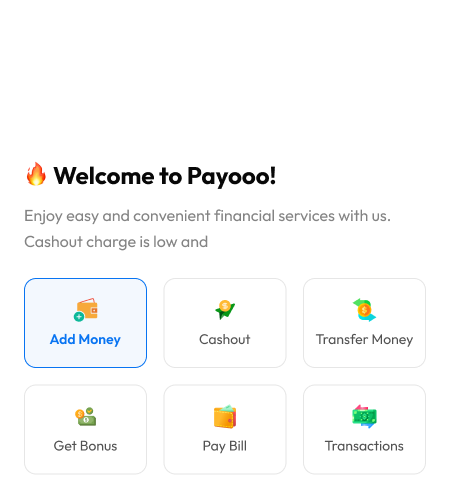 Welcome to Payooo!
Enjoy easy and convenient financial services with us.
Cashout charge is low and
Add Money
Cashout
Transfer Money
Get Bonus
Pay Bill
Transactions